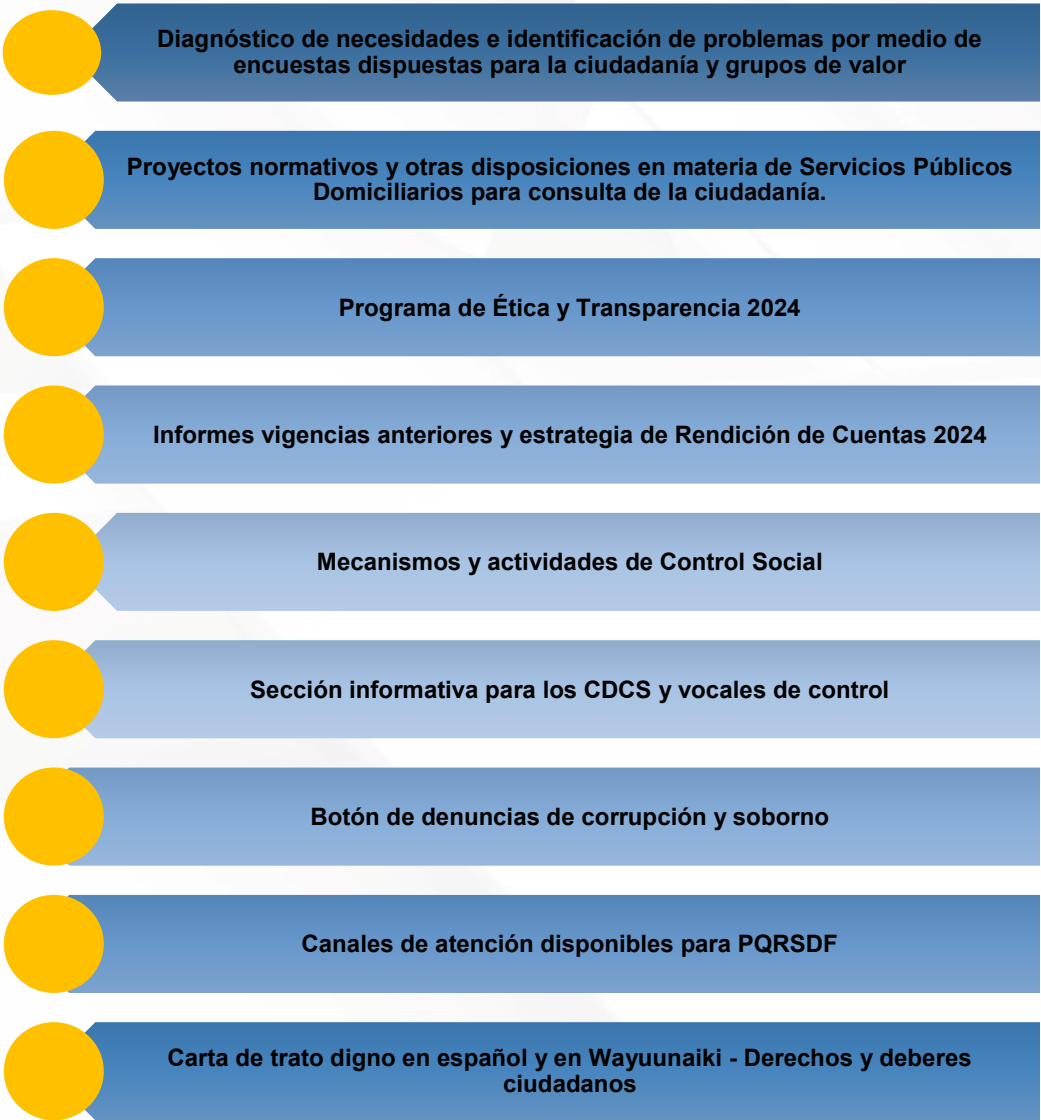 Diagnóstico de necesidades e identificación de problemas por medio de
encuestas dispuestas para la ciudadanía y grupos de valor
Proyectos normativos y otras disposiciones en materia de Servicios Públicos
Domiciliarios para consulta de la ciudadanía.
Programa de Ética y Transparencia 2024
Informes vigencias anteriores y estrategia de Rendición de Cuentas 2024
Mecanismos y actividades de Control Social
Sección informativa para los CDCS y vocales de control
Botón de denuncias de corrupción y soborno
Canales de atención disponibles para PQRSDF
Carta de trato digno en español y en Wayuunaiki - Derechos y deberes
ciudadanos